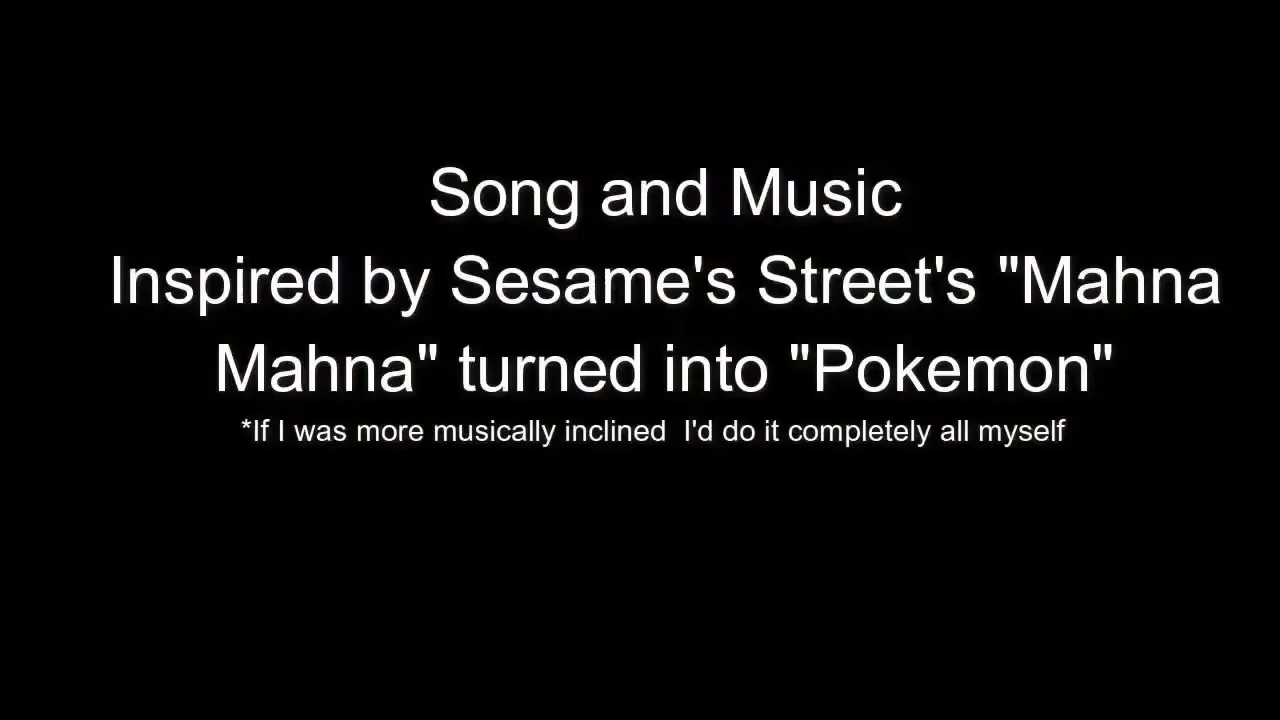 Song and Music
Inspired by Sesame's Street's "Mahna
Mahna" turned into "Pokemon"
*If I was more musically inclined  I'd do it completely all myself